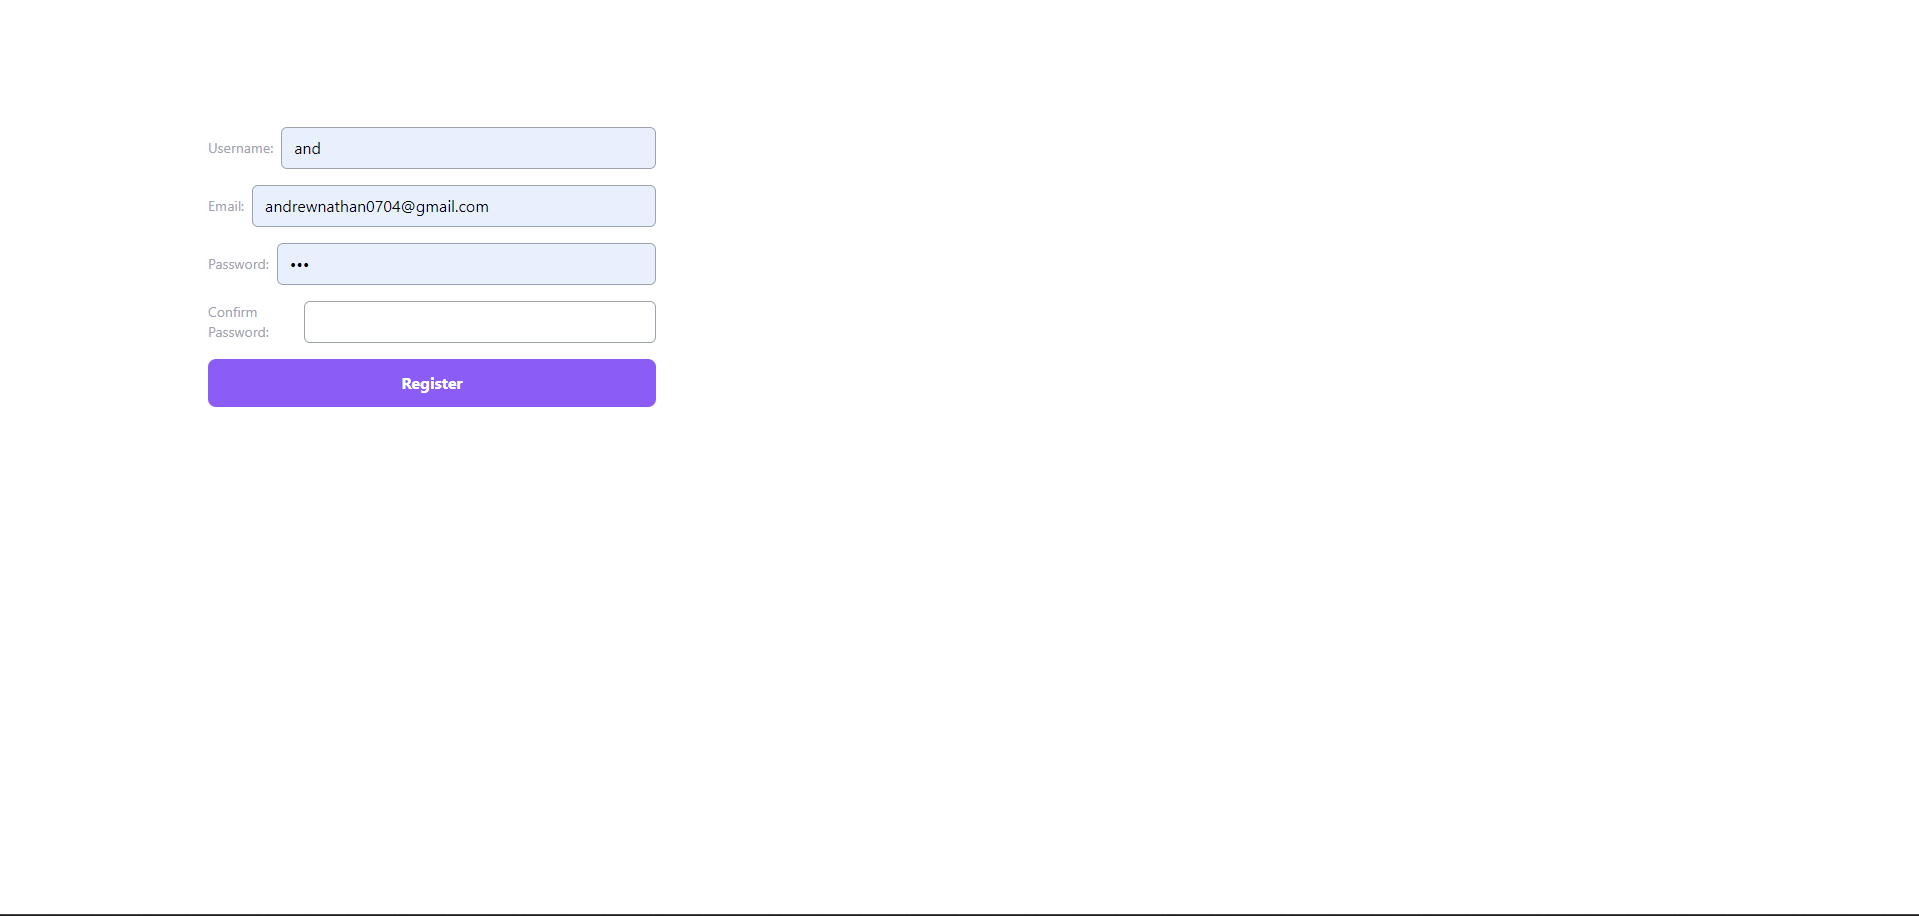 Username: and
Email: andrewnathan0704@gmail.com
Password: •••
Confirm
Password:
Register